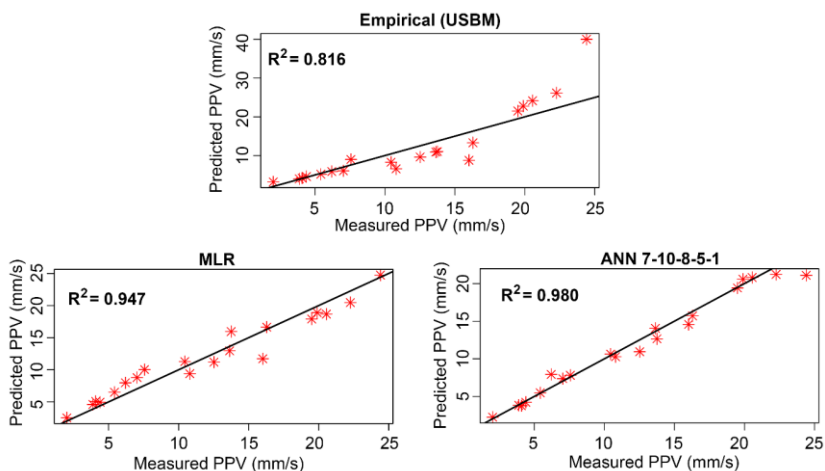 Empirical (USBM)
R² = 0.816
Predicted PPV (mm/s)
40
30
20
10
5
10
15
20
25
Measured PPV (mm/s)
MLR
R² = 0.947
Predicted PPV (mm/s)
25
20
15
10
5
5
10
15
20
25
Measured PPV (mm/s)
ANN 7-10-8-5-1
R² = 0.980
Predicted PPV (mm/s)
20
15
10
5
5
10
15
20
25
Measured PPV (mm/s)